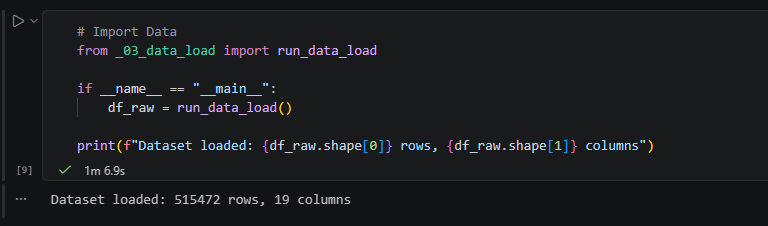 # Import Data
from _03_data_load import run_data_load
if __name__ == "__main__":
    df_raw = run_data_load()
print(f"Dataset loaded: {df_raw.shape[0]} rows, {df_raw.shape[1]} columns")
[9]
1m 6.9s
Dataset loaded: 515472 rows, 19 columns